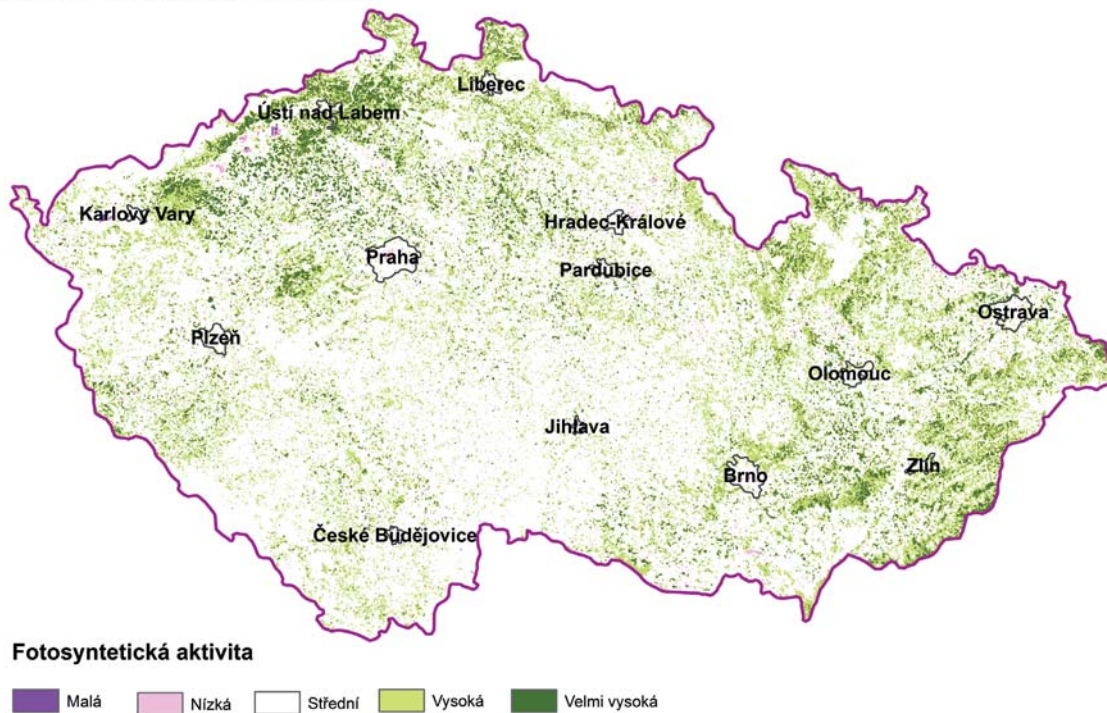 Liberec
Ústí nad Labem
Karlovy Vary
Hradec-Králové
Praha
Pardubice
Ostrava
Plzeň
Olomouc
Jihlava
Zlín
Brno
České Budějovice
Fotosyntetická aktivita
Malá Nízká Střední Vysoká Velmi vysoká